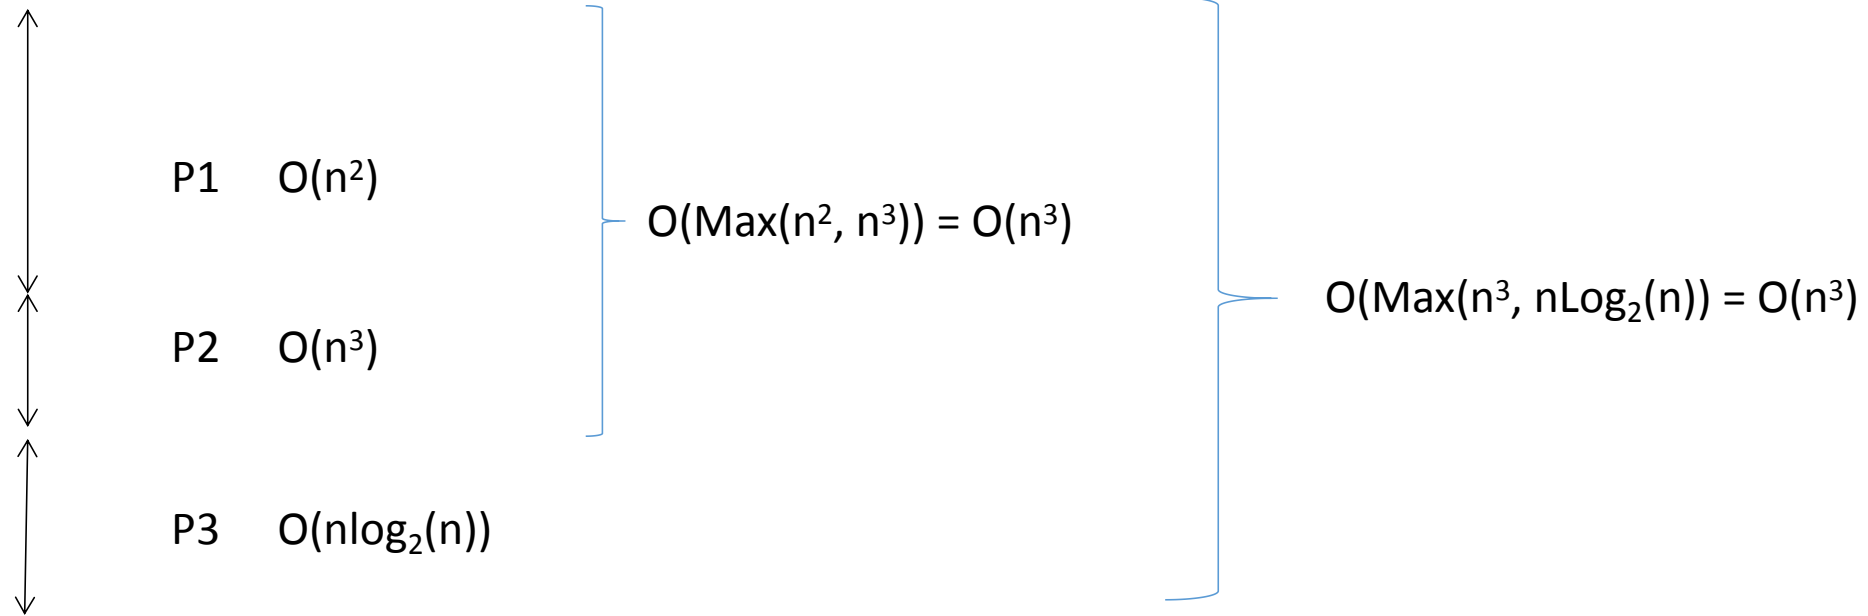 P1 O(n²)
O(Max(n², n³)) = O(n³)
O(Max(n³, nLog₂(n)) = O(n³)
P2 O(n³)
P3 O(nlog₂(n))